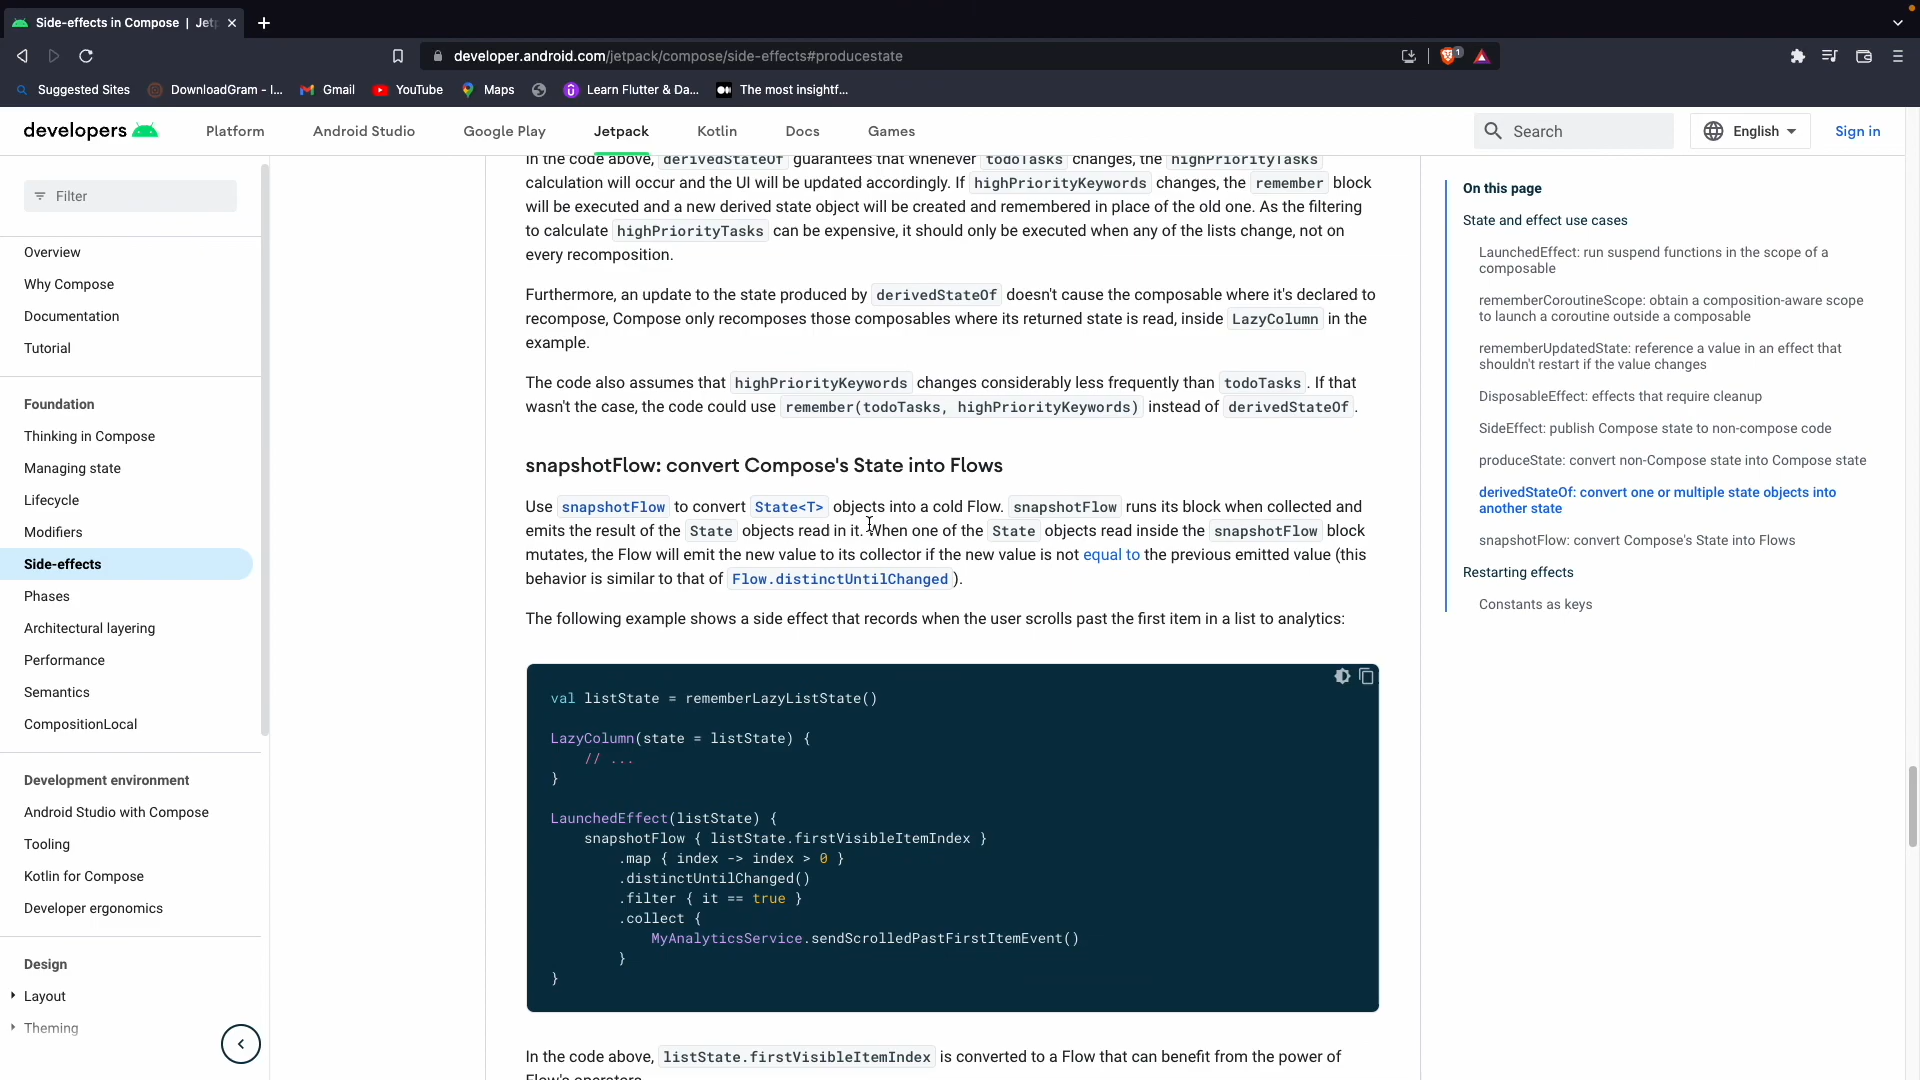 Side-effects in Compose | Jetp
developer.android.com/jetpack/compose/side-effects#producestate
1
Suggested Sites
DownloadGram - I...
Gmail
YouTube
Maps
Learn Flutter & Da...
The most insightf...
developers
Platform
Android Studio
Google Play
Jetpack
Kotlin
Docs
Games
Search
English
Sign in
Filter
Overview
Why Compose
Documentation
Tutorial
Foundation
Thinking in Compose
Managing state
Lifecycle
Modifiers
Side-effects
Phases
Architectural layering
Performance
Semantics
CompositionLocal
Development environment
Android Studio with Compose
Tooling
Kotlin for Compose
Developer ergonomics
Design
Layout
Theming
In the code above, derivedStateOf guarantees that whenever todoTasks changes, the highPriorityTasks
calculation will occur and the UI will be updated accordingly. If highPriorityKeywords changes, the remember block
will be executed and a new derived state object will be created and remembered in place of the old one. As the filtering
to calculate highPriorityTasks can be expensive, it should only be executed when any of the lists change, not on
every recomposition.
Furthermore, an update to the state produced by derivedStateOf doesn't cause the composable where it's declared to
recompose, Compose only recomposes those composables where its returned state is read, inside LazyColumn in the
example.
The code also assumes that highPriorityKeywords changes considerably less frequently than todoTasks. If that
wasn't the case, the code could use remember(todoTasks, highPriorityKeywords) instead of derivedStateOf.
snapshotFlow: convert Compose's State into Flows
Use snapshotFlow to convert State<T> objects into a cold Flow. snapshotFlow runs its block when collected and
emits the result of the State objects read in it. When one of the State objects read inside the snapshotFlow block
mutates, the Flow will emit the new value to its collector if the new value is not equal to the previous emitted value (this
behavior is similar to that of Flow.distinctUntilChanged).
The following example shows a side effect that records when the user scrolls past the first item in a list to analytics:
val listState = rememberLazyListState()
LazyColumn(state = listState) {
// ...
}
LaunchedEffect(listState) {
snapshotFlow { listState.firstVisibleItemIndex }
.map { index -> index > 0 }
.distinctUntilChanged()
.filter { it == true }
.collect {
MyAnalyticsService.sendScrolledPastFirstItemEvent()
}
}
In the code above, listState.firstVisibleItemIndex is converted to a Flow that can benefit from the power of
Flow's operators.
On this page
State and effect use cases
LaunchedEffect: run suspend functions in the scope of a
composable
rememberCoroutineScope: obtain a composition-aware scope
to launch a coroutine outside a composable
rememberUpdatedState: reference a value in an effect that
shouldn't restart if the value changes
DisposableEffect: effects that require cleanup
SideEffect: publish Compose state to non-compose code
produceState: convert non-Compose state into Compose state
derivedStateOf: convert one or multiple state objects into
another state
snapshotFlow: convert Compose's State into Flows
Restarting effects
Constants as keys